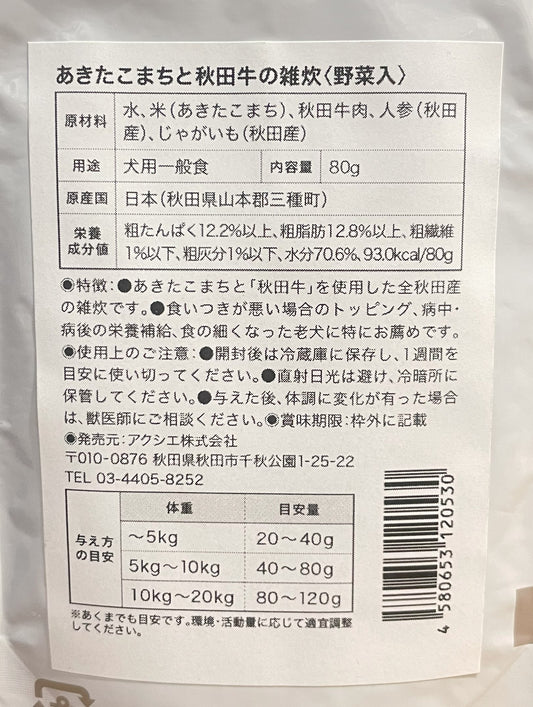 あきたこまちと秋田牛の雑炊〈野菜入〉
原材料 水、米(あきたこまち)、秋田牛肉、人参(秋田
産)、じゃがいも(秋田産)
用途 犬用一般食 内容量 80g
原産国 日本(秋田県山本郡三種町)
栄養
成分値
粗たんぱく12.2%以上、粗脂肪12.8%以上、粗繊維
1%以下、粗灰分1%以下、水分70.6%、93.0kcal/80g
◉特徴:●あきたこまちと「秋田牛」を使用した全秋田産
の雑炊です。●食いつきが悪い場合のトッピング、病中・
病後の栄養補給、食の細くなった老犬に特にお薦めです。
◉使用上のご注意:●開封後は冷蔵庫に保存し、1週間を
目安に使い切ってください。●直射日光は避け、冷暗所に
保管してください。●与えた後、体調に変化が有った場合
は、獣医師にご相談ください。◉賞味期限:枠外に記載
◉発売元:アクシエ株式会社
〒010-0876 秋田県秋田市千秋公園1-25-22
TEL 03-4405-8252
与え方
の目安
体重 目安量
〜5kg 20〜40g
5kg〜10kg 40〜80g
10kg〜20kg 80〜120g
※あくまでも目安です。環境・活動量に応じて適宜調整
してください。
4 580653 120530